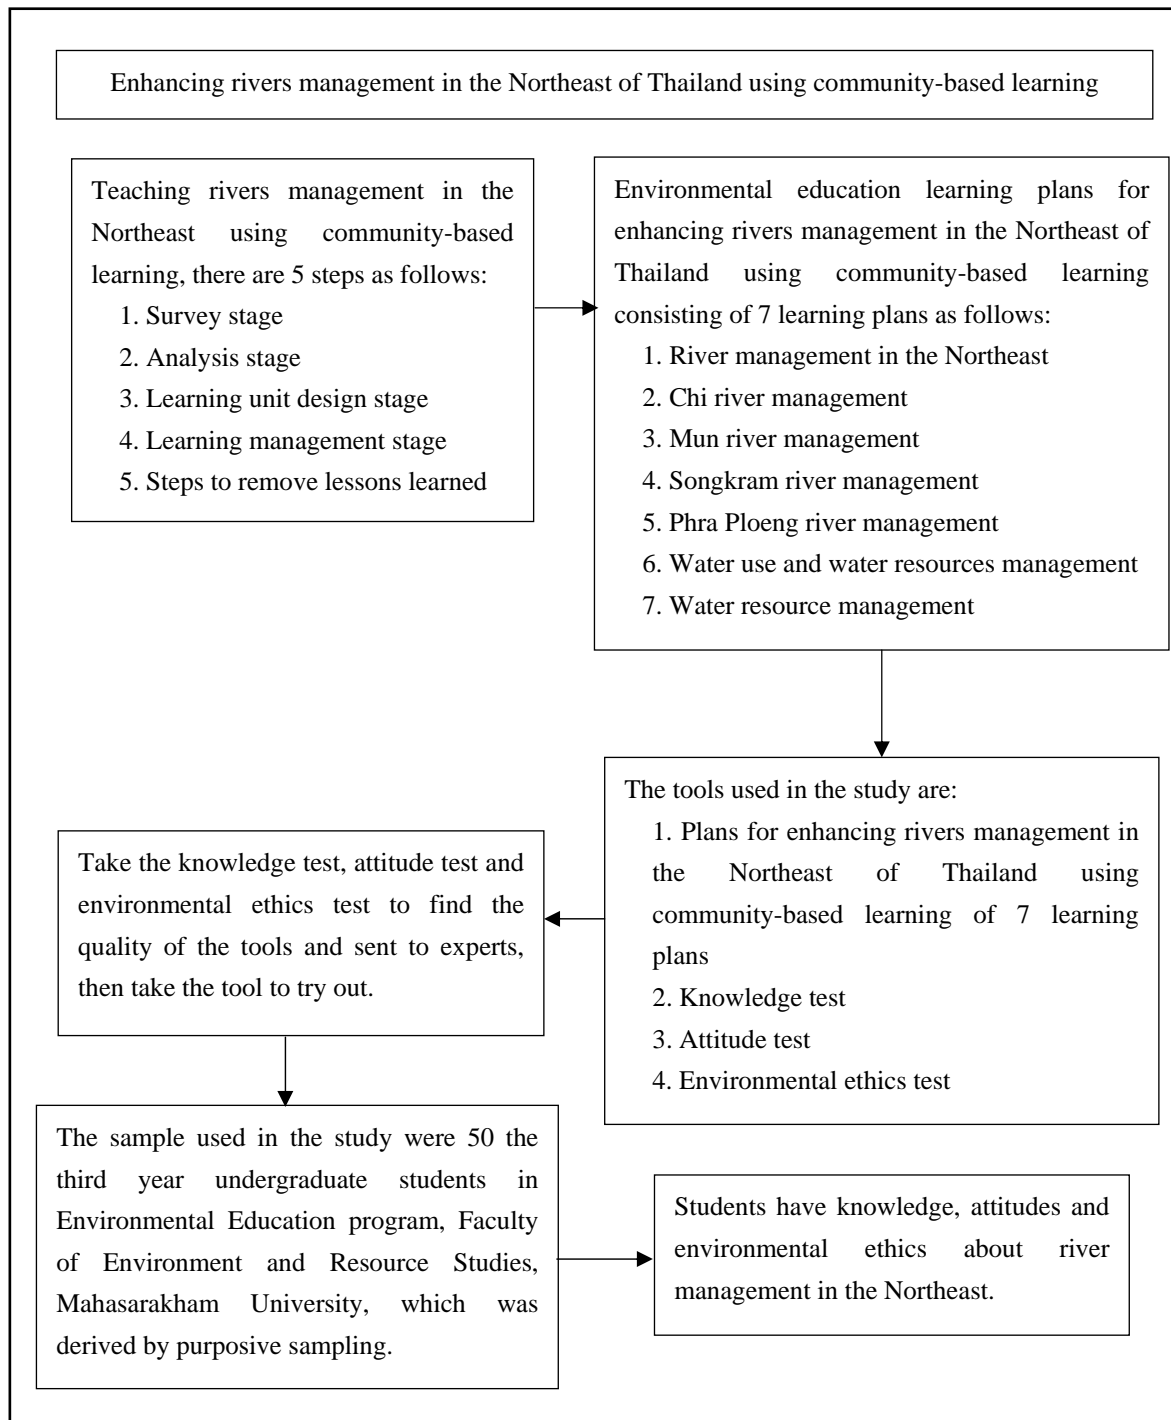 Enhancing rivers management in the Northeast of Thailand using community-based learning
Teaching rivers management in the
Northeast using community-based
learning, there are 5 steps as follows:
1. Survey stage
2. Analysis stage
3. Learning unit design stage
4. Learning management stage
5. Steps to remove lessons learned
Environmental education learning plans for
enhancing rivers management in the Northeast of
Thailand using community-based learning
consisting of 7 learning plans as follows:
1. River management in the Northeast
2. Chi river management
3. Mun river management
4. Songkram river management
5. Phra Ploeng river management
6. Water use and water resources management
7. Water resource management
The tools used in the study are:
1. Plans for enhancing rivers management in
the Northeast of Thailand using
community-based learning of 7 learning
plans
2. Knowledge test
3. Attitude test
4. Environmental ethics test
Take the knowledge test, attitude test and
environmental ethics test to find the
quality of the tools and sent to experts,
then take the tool to try out.
The sample used in the study were 50 the
third year undergraduate students in
Environmental Education program, Faculty
of Environment and Resource Studies,
Mahasarakham University, which was
derived by purposive sampling.
Students have knowledge, attitudes and
environmental ethics about river
management in the Northeast.